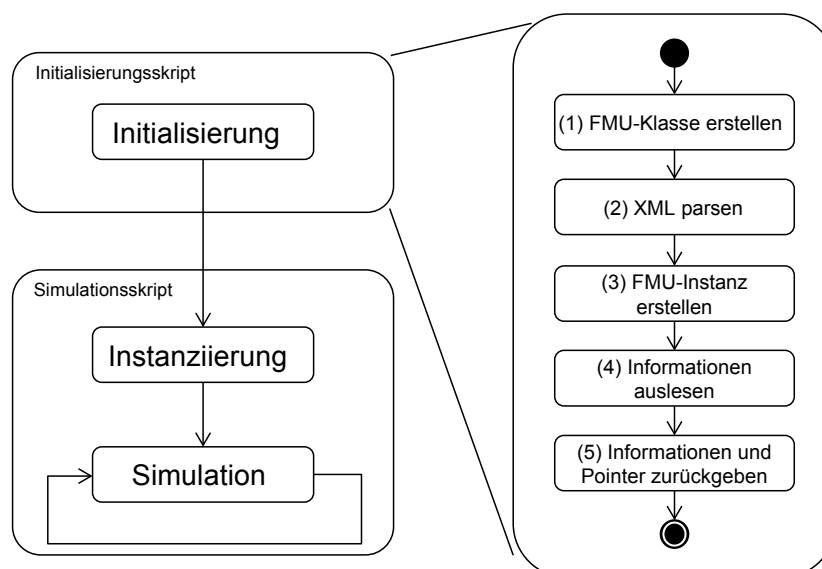 Initialisierungsskript
Initialisierung
Simulationsskript
Instanziierung
Simulation
(1) FMU-Klasse erstellen
(2) XML parsen
(3) FMU-Instanz
erstellen
(4) Informationen
auslesen
(5) Informationen und
Pointer zurückgeben